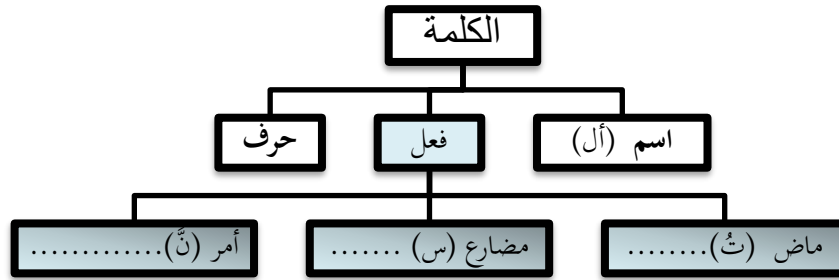 الكلمة
اسم (أل) فعل حرف
ماض (تُ)........ مضارع (س) ....... أمر (نَّ).............